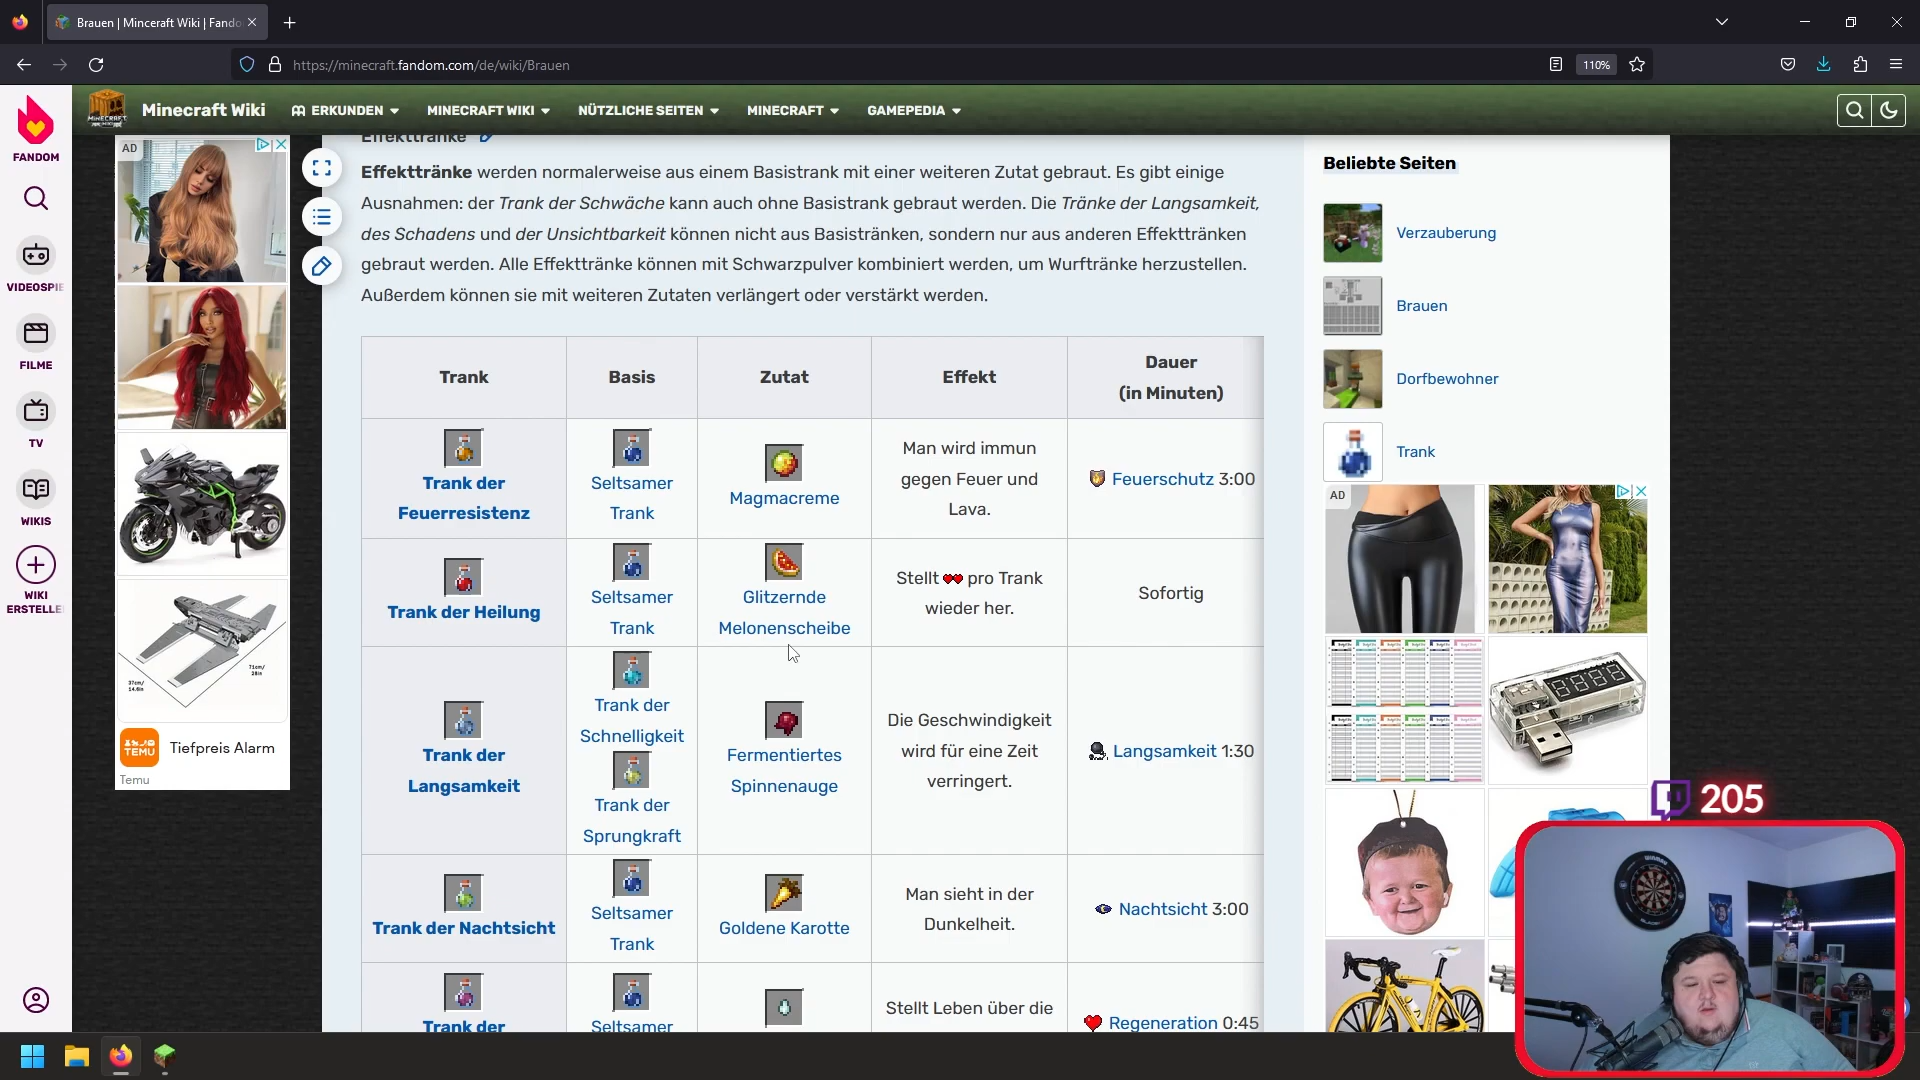 Brauen | Minceraft Wiki | Fando
https://minecraft.fandom.com/de/wiki/Brauen
110%
Minecraft Wiki
ERKUNDEN
MINECRAFT WIKI
NÜTZLICHE SEITEN
MINECRAFT
GAMEPEDIA
FANDOM
VIDEOSPIE
FILME
TV
WIKIS
WIKI
ERSTELLE
AD
37cm/
14.6in
71cm/
28in
TEMU
Tiefpreis Alarm
Temu
Effekttränke
Effekttränke werden normalerweise aus einem Basistrank mit einer weiteren Zutat gebraut. Es gibt einige
Ausnahmen: der Trank der Schwäche kann auch ohne Basistrank gebraut werden. Die Tränke der Langsamkeit,
des Schadens und der Unsichtbarkeit können nicht aus Basistränken, sondern nur aus anderen Effekttränken
gebraut werden. Alle Effekttränke können mit Schwarzpulver kombiniert werden, um Wurftränke herzustellen.
Außerdem können sie mit weiteren Zutaten verlängert oder verstärkt werden.
Trank
Basis
Zutat
Effekt
Dauer
(in Minuten)
Trank der
Feuerresistenz
Seltsamer
Trank
Magmacreme
Man wird immun
gegen Feuer und
Lava.
Feuerschutz 3:00
Trank der Heilung
Seltsamer
Trank
Glitzernde
Melonenscheibe
Stellt pro Trank
wieder her.
Sofortig
Trank der
Langsamkeit
Trank der
Schnelligkeit
Trank der
Sprungkraft
Fermentiertes
Spinnenauge
Die Geschwindigkeit
wird für eine Zeit
verringert.
Langsamkeit 1:30
Trank der Nachtsicht
Seltsamer
Trank
Goldene Karotte
Man sieht in der
Dunkelheit.
Nachtsicht 3:00
Trank der
Seltsamer
Stellt Leben über die
Regeneration 0:45
Beliebte Seiten
Verzauberung
Brauen
Dorfbewohner
Trank
AD
205